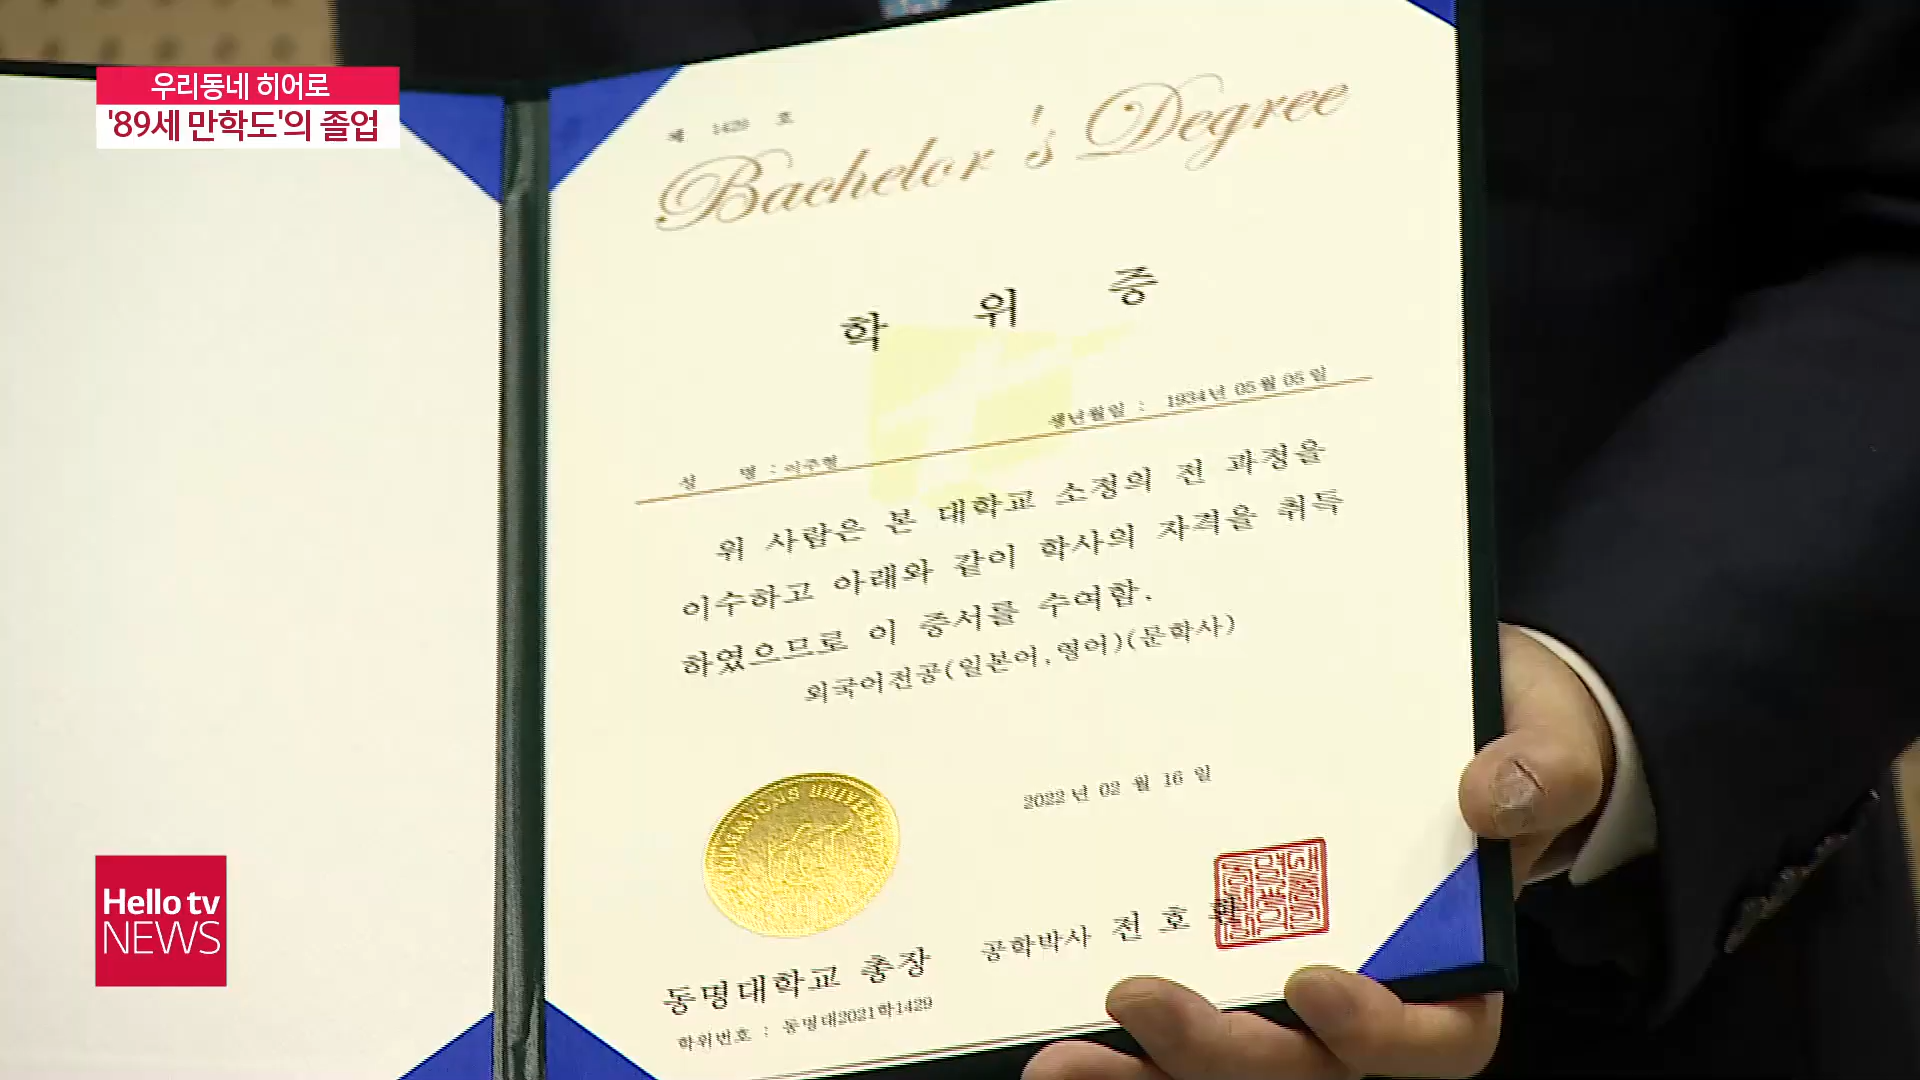 우리동네 히어로
'89세 만학도'의 졸업
제 1429 호
Bachelor's Degree
학 위 증
생년월일 : 1934년 05월 05일
성 명 : 이주형
위 사람은 본 대학교 소정의 전 과정을
이수하고 아래와 같이 학사의 자격을 취득
하였으므로 이 증서를 수여함.
외국어전공(일본어,영어)(문학사)
2022년 02월 16일
TONGMYONG UNIVERSITY
동명대학교 총장 공학박사 전 호 환
학위번호 : 동명대2021학1429
Hello tv
NEWS